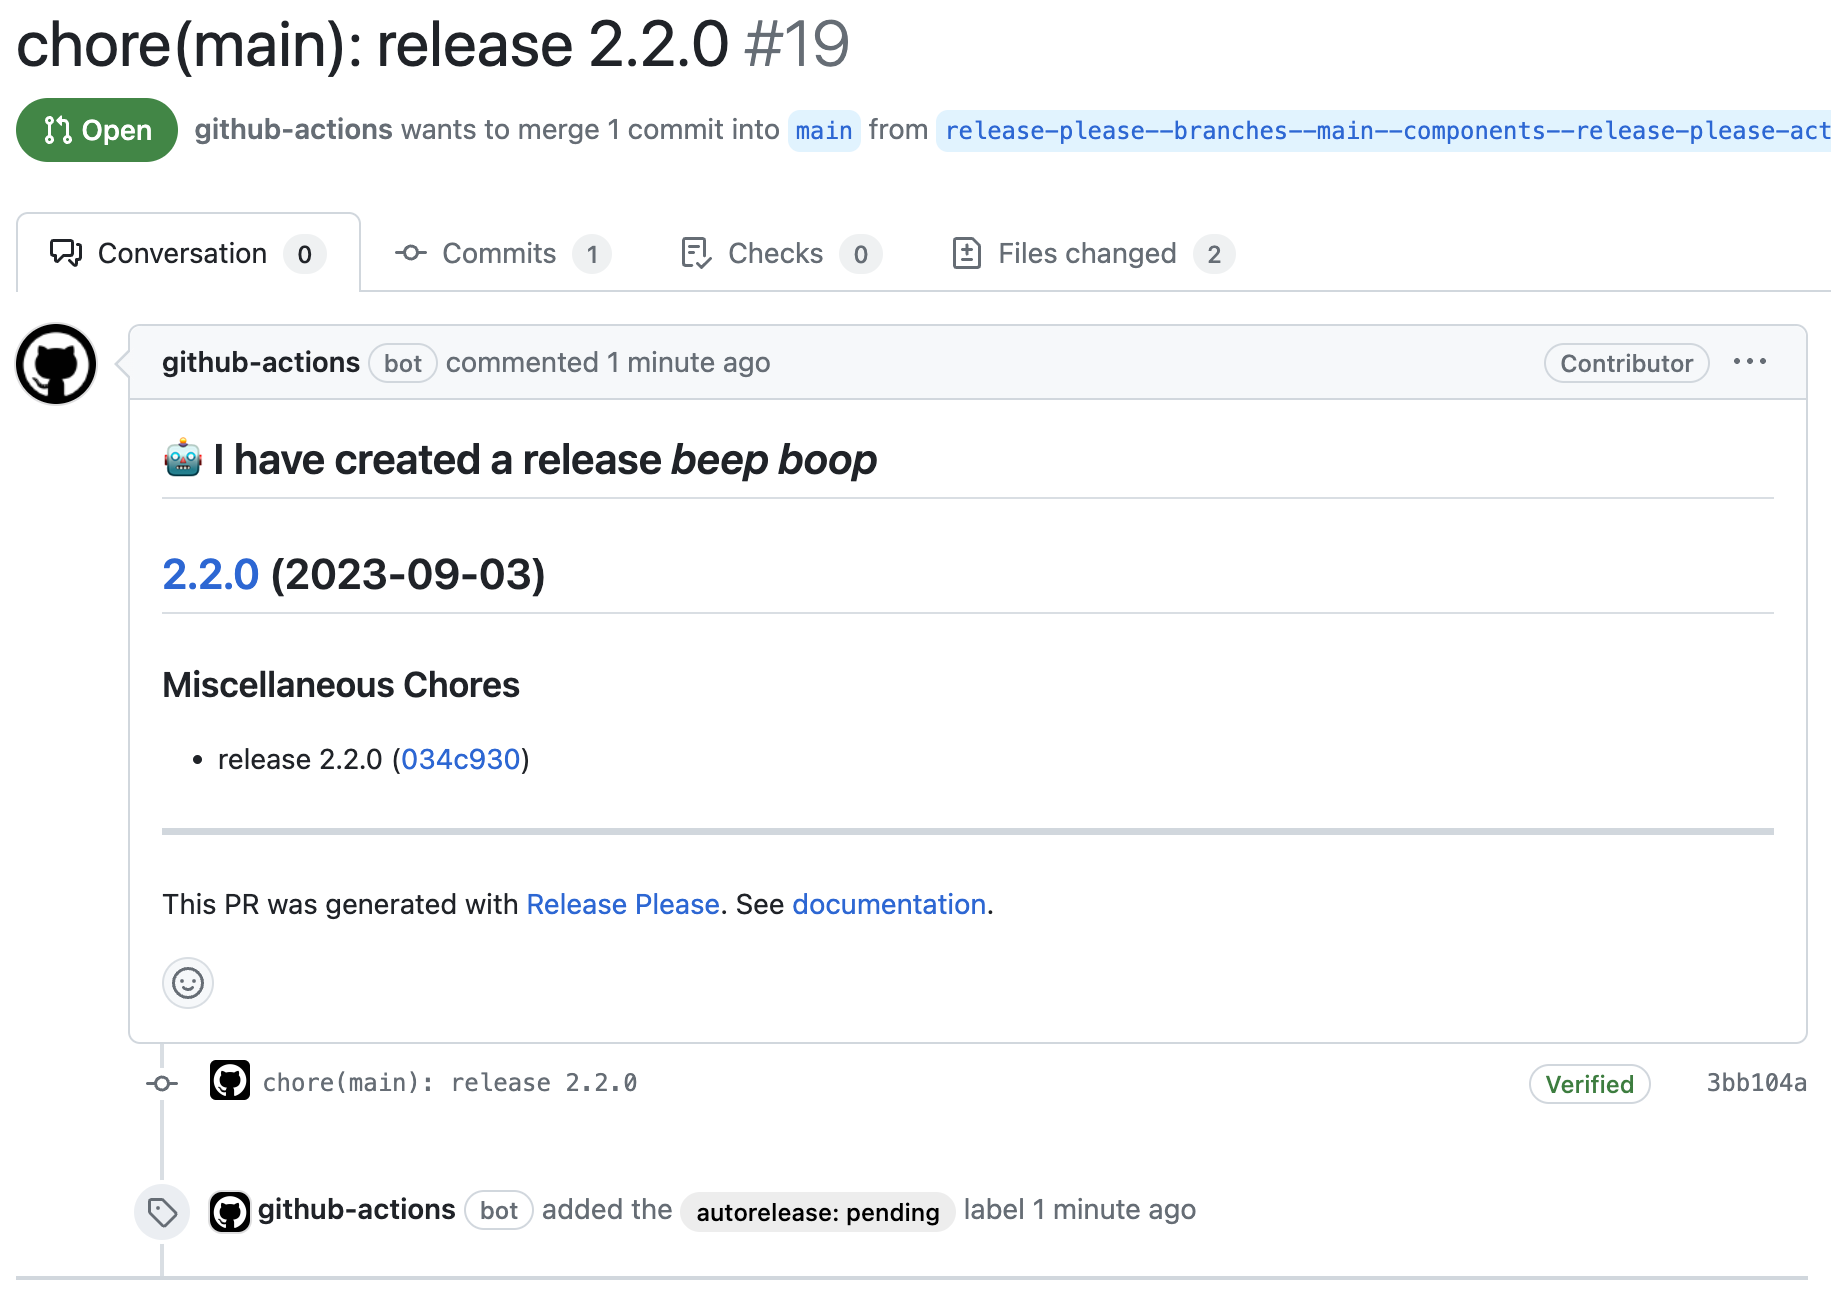 chore(main): release 2.2.0 #19
Open github-actions wants to merge 1 commit into main from release-please--branches--main--components--release-please-act
Conversation 0 Commits 1 Checks 0 Files changed 2
github-actions bot commented 1 minute ago Contributor ...
🤖 I have created a release beep boop
2.2.0 (2023-09-03)
Miscellaneous Chores
• release 2.2.0 (034c930)
This PR was generated with Release Please. See documentation.
chore(main): release 2.2.0 Verified 3bb104a
github-actions bot added the autorelease: pending label 1 minute ago